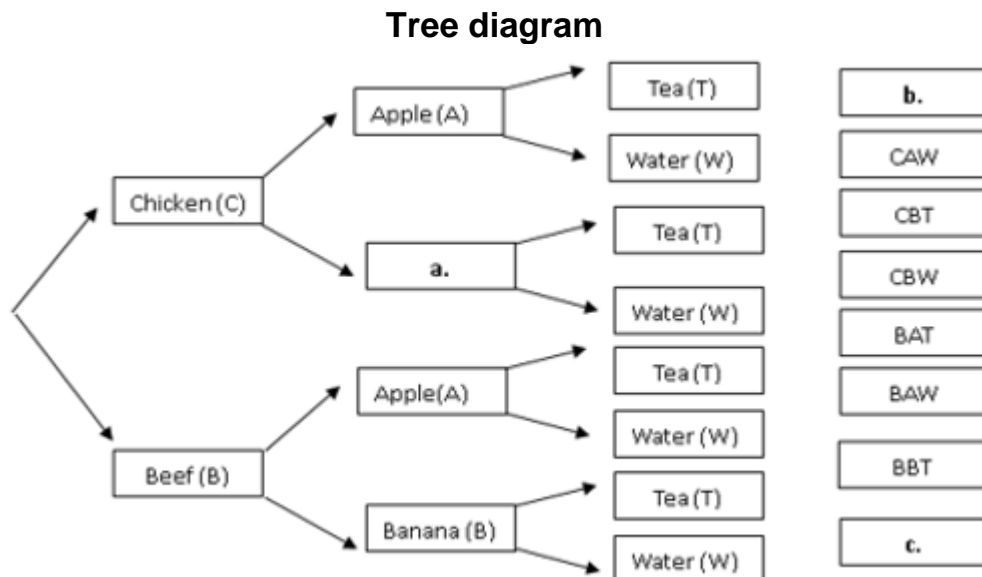 Tree diagram
Tea (T)
b.
Apple (A)
Water (W)
CAW
Chicken (C)
Tea (T)
CBT
a.
CBW
Water (W)
BAT
Tea (T)
Apple(A)
BAW
Water (W)
Beef (B)
BBT
Tea (T)
Banana (B)
c.
Water (W)